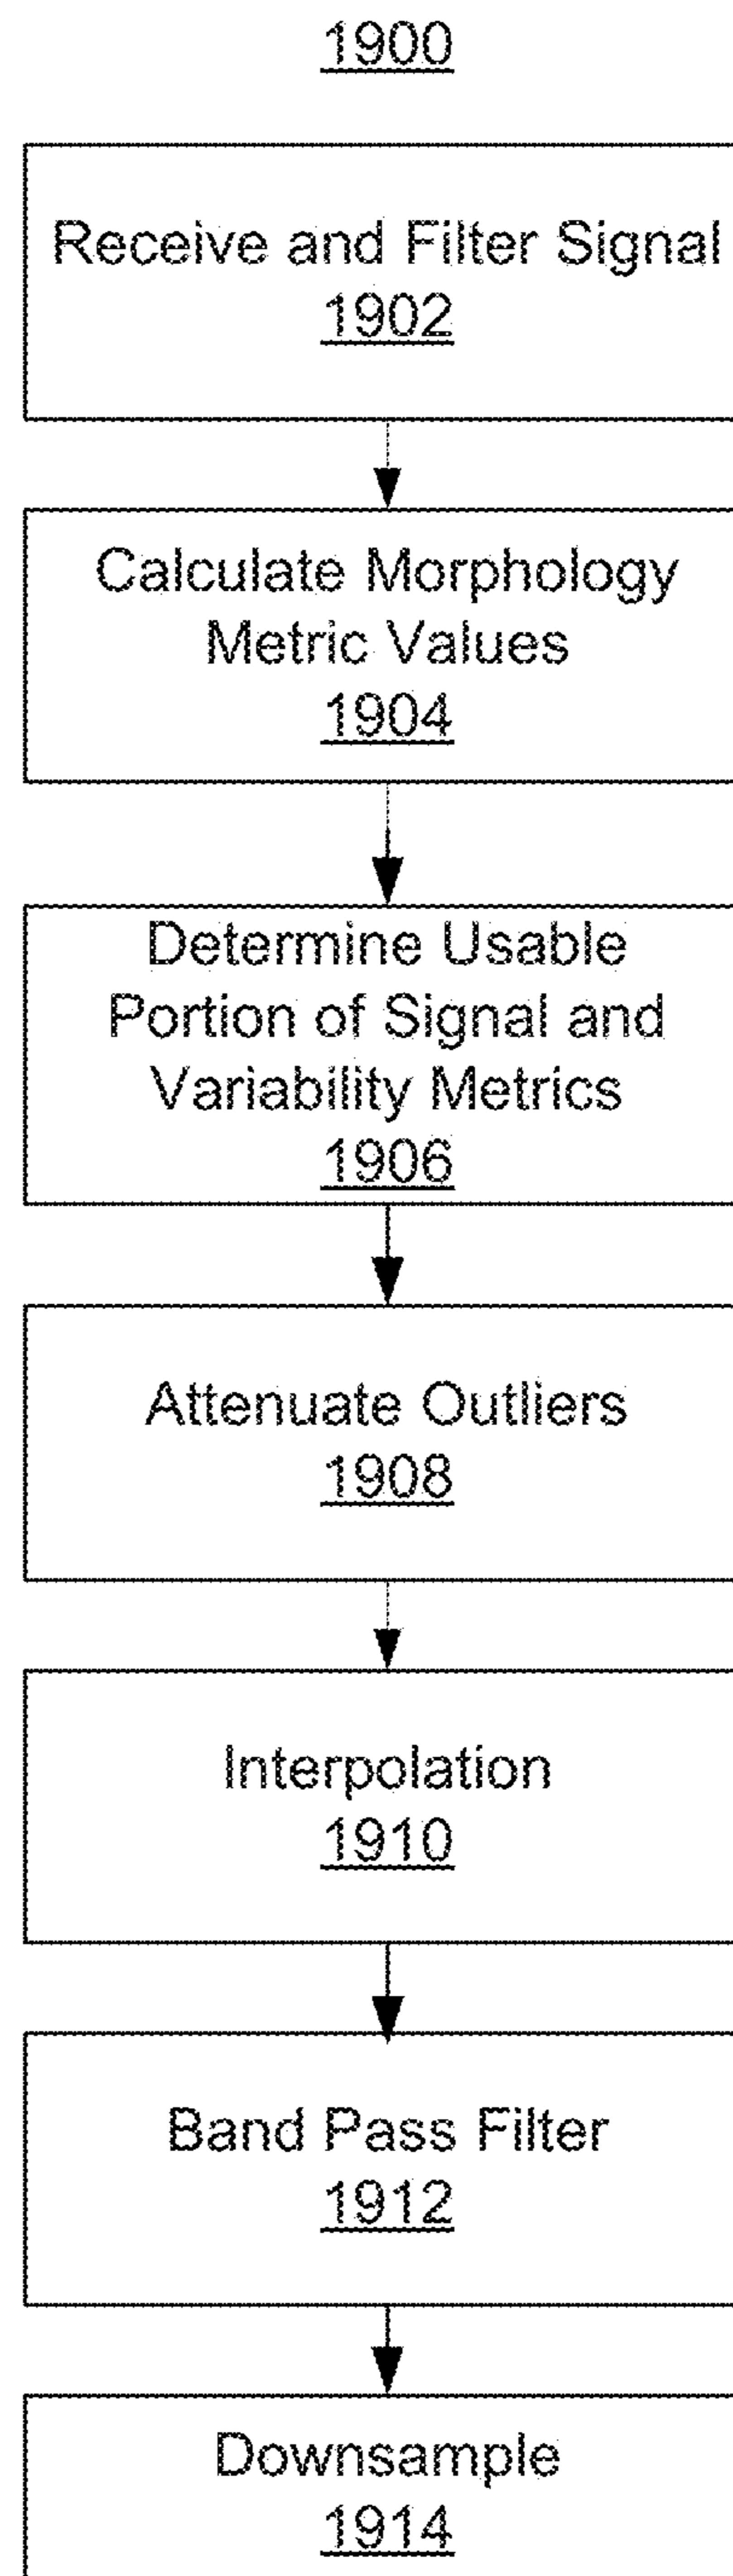 1900
Receive and Filter Signal
1902
Calculate Morphology
Metric Values
1904
Determine Usable
Portion of Signal and
Variability Metrics
1906
Attenuate Outliers
1908
Interpolation
1910
Band Pass Filter
1912
Downsample
1914